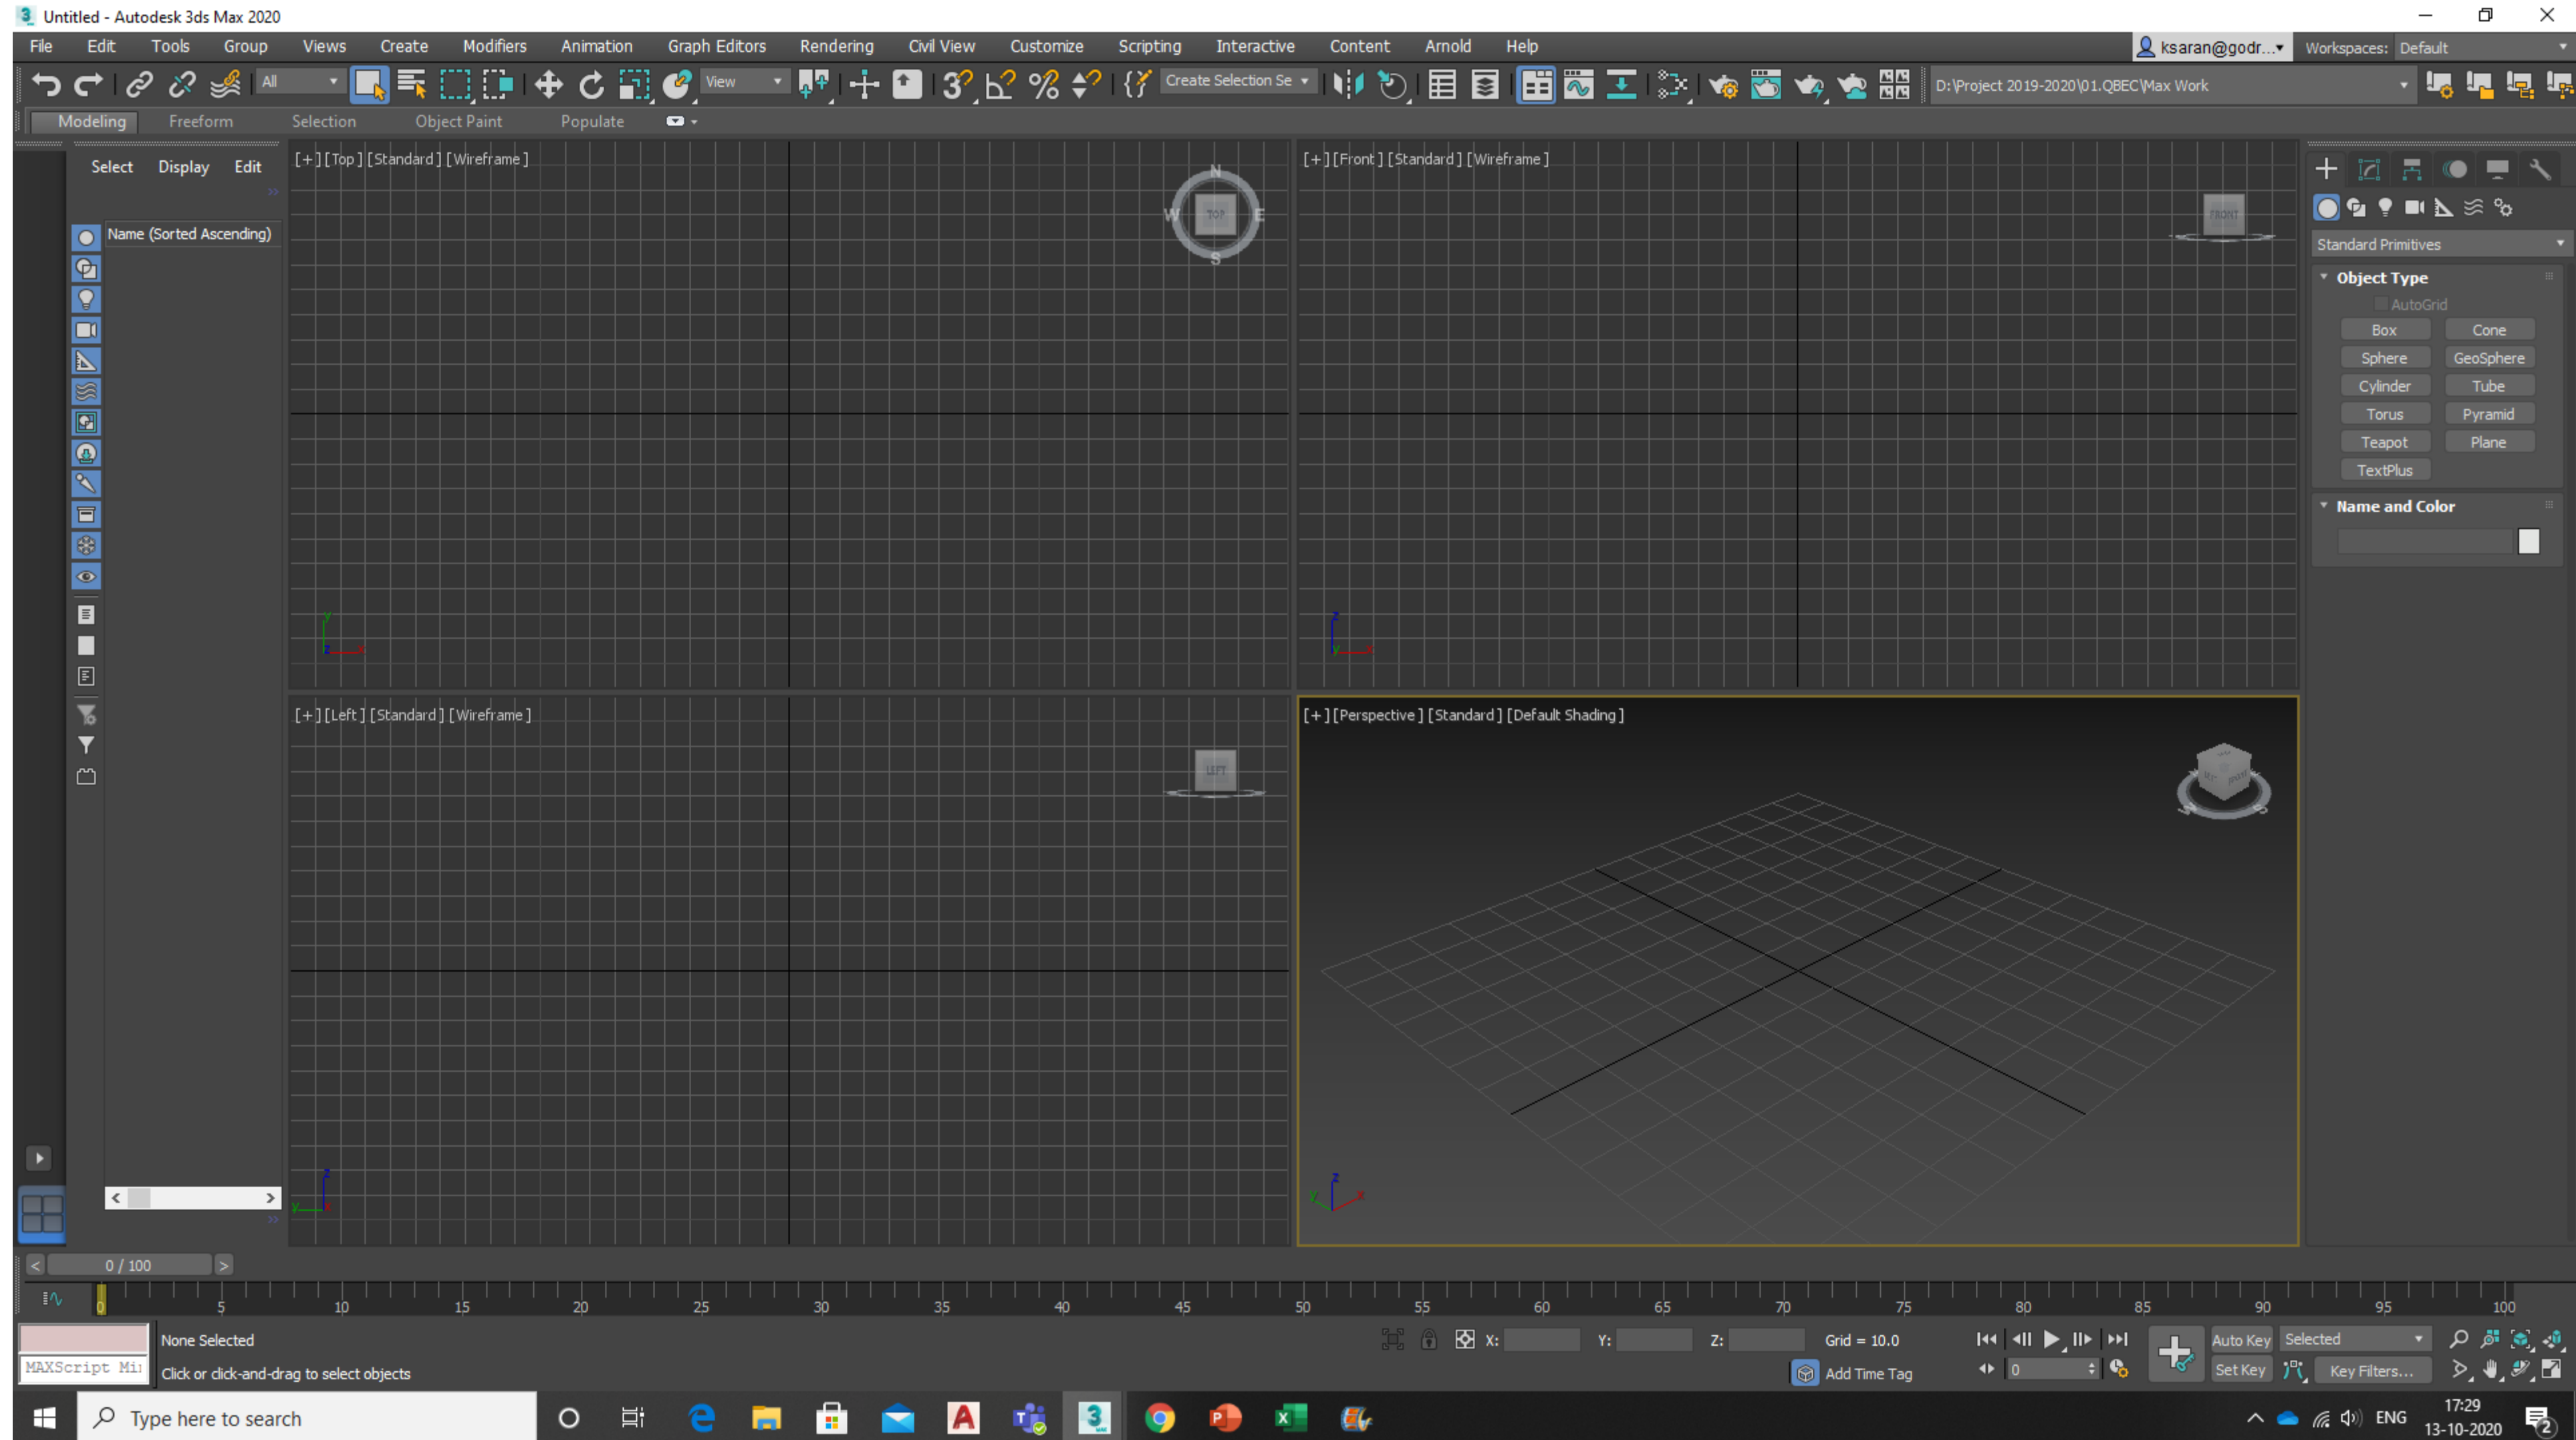 Untitled - Autodesk 3ds Max 2020
File Edit Tools Group Views Create Modifiers Animation Graph Editors Rendering Civil View Customize Scripting Interactive Content Arnold Help
ksaran@godr... Workspaces: Default
All View Create Selection Se D:\Project 2019-2020\01.QBEC\Max Work
Modeling Freeform Selection Object Paint Populate
Select Display Edit
Name (Sorted Ascending)
[+] [Top] [Standard] [Wireframe]
N
W TOP E
S
y
z x
[+] [Front] [Standard] [Wireframe]
FRONT
z
y x
[+] [Left] [Standard] [Wireframe]
LEFT
z
y x
[+] [Perspective] [Standard] [Default Shading]
W S
z
y x
Standard Primitives
Object Type
AutoGrid
Box Cone
Sphere GeoSphere
Cylinder Tube
Torus Pyramid
Teapot Plane
TextPlus
Name and Color
< 0 / 100 >
0 5 10 15 20 25 30 35 40 45 50 55 60 65 70 75 80 85 90 95 100
None Selected X: Y: Z: Grid = 10.0 Auto Key Selected
MAXScript Mi Click or click-and-drag to select objects Add Time Tag 0 Set Key Key Filters...
Type here to search
ENG 17:29
13-10-2020 2